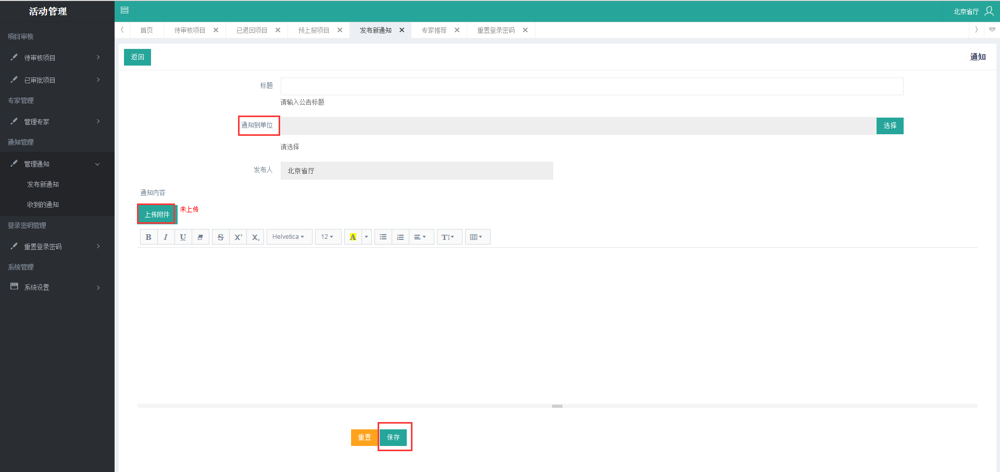 活动管理
北京省厅
首页
待审核项目
已退回项目
预上报项目
发布新通知
专家推荐
重置登录密码
项目审核
待审核项目
已审批项目
专家管理
管理专家
通知管理
管理通知
发布新通知
收到的通知
登录密码管理
重置登录密码
系统管理
系统设置
返回
通知
标题
请输入公告标题
通知到单位
选择
请选择
发布人
北京省厅
通知内容
上传附件
未上传
B I U S X² X₂ Helvetica 12 A T
重置
保存